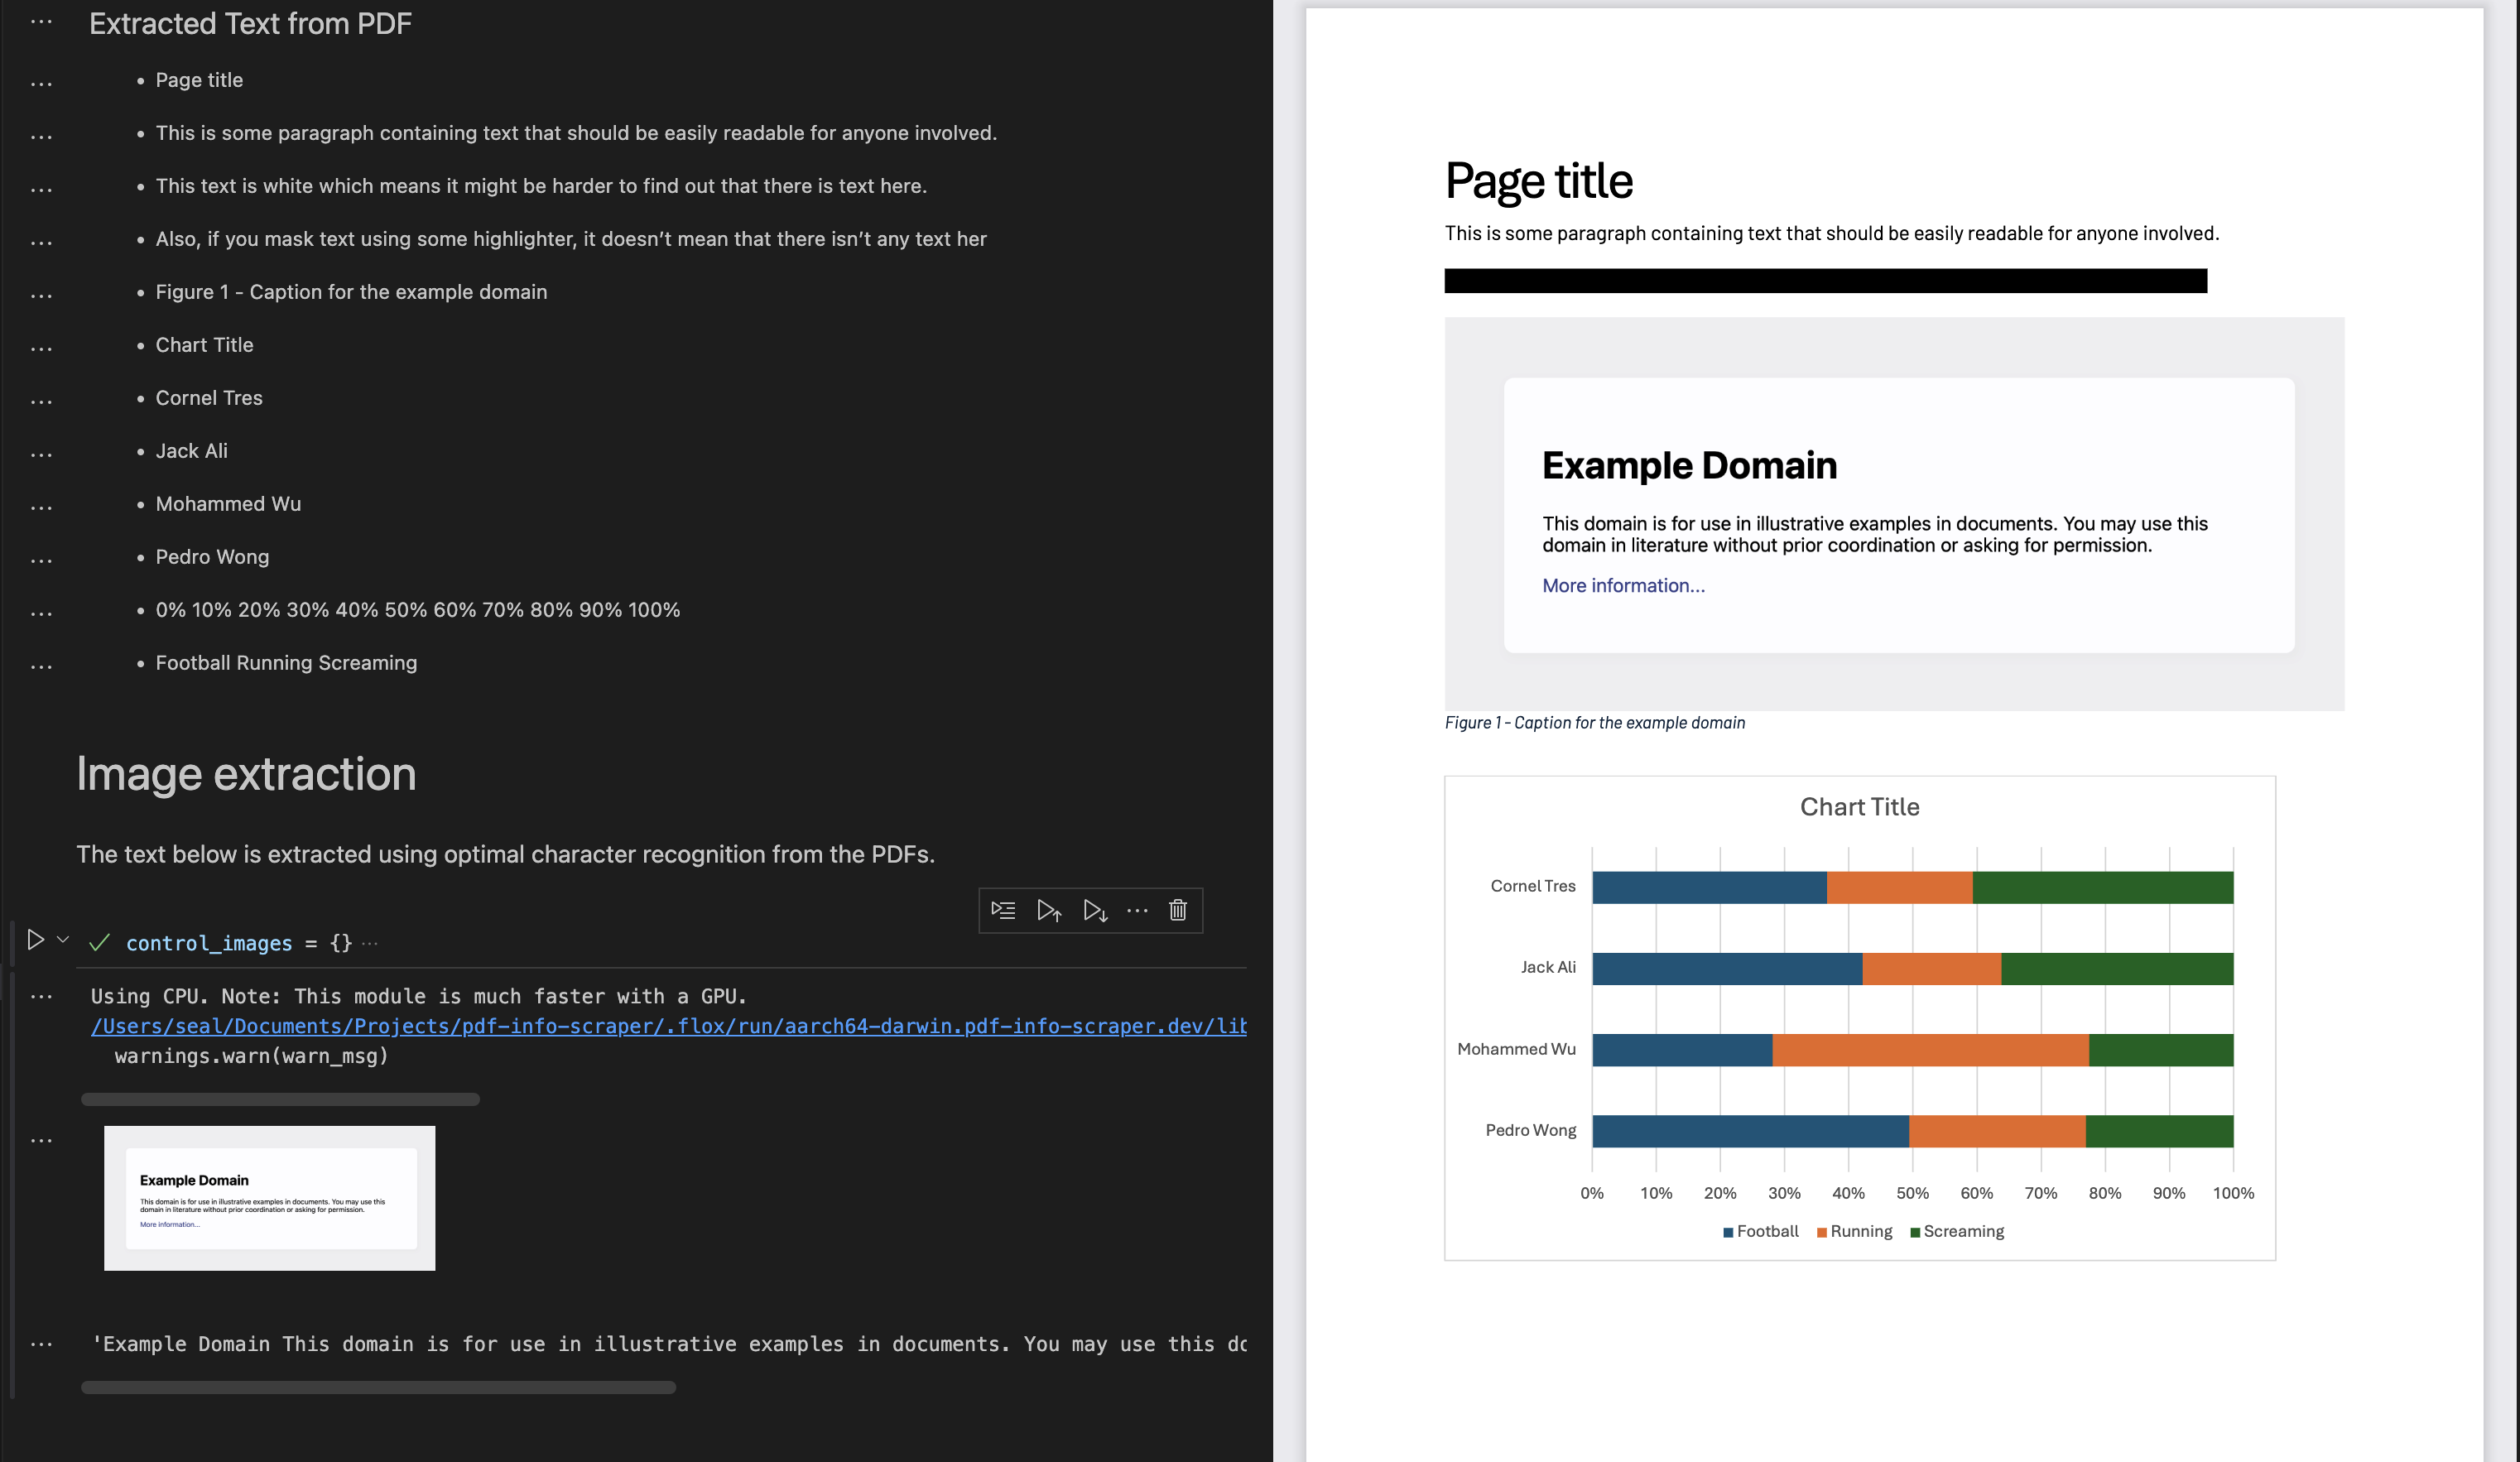 Extracted Text from PDF
• Page title
• This is some paragraph containing text that should be easily readable for anyone involved.
• This text is white which means it might be harder to find out that there is text here.
• Also, if you mask text using some highlighter, it doesn’t mean that there isn’t any text her
• Figure 1 - Caption for the example domain
• Chart Title
• Cornel Tres
• Jack Ali
• Mohammed Wu
• Pedro Wong
• 0% 10% 20% 30% 40% 50% 60% 70% 80% 90% 100%
• Football Running Screaming
Image extraction
The text below is extracted using optimal character recognition from the PDFs.
control_images = {} ···
Using CPU. Note: This module is much faster with a GPU.
/Users/seal/Documents/Projects/pdf-info-scraper/.flox/run/aarch64-darwin.pdf-info-scraper.dev/lib
warnings.warn(warn_msg)
Example Domain
This domain is for use in illustrative examples in documents. You may use this
domain in literature without prior coordination or asking for permission.
More information...
'Example Domain This domain is for use in illustrative examples in documents. You may use this do
Page title
This is some paragraph containing text that should be easily readable for anyone involved.
Example Domain
This domain is for use in illustrative examples in documents. You may use this
domain in literature without prior coordination or asking for permission.
More information...
Figure 1 - Caption for the example domain
Chart Title
Cornel Tres
Jack Ali
Mohammed Wu
Pedro Wong
0% 10% 20% 30% 40% 50% 60% 70% 80% 90% 100%
Football Running Screaming